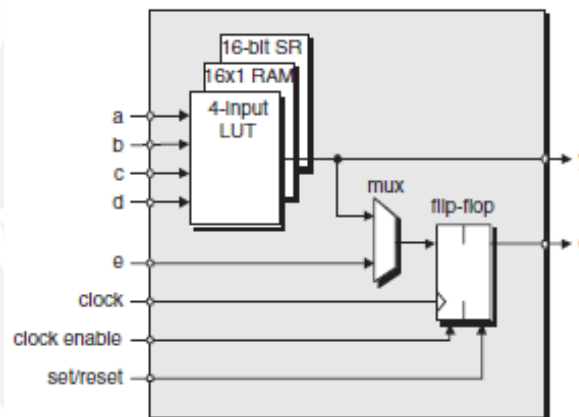 16-bit SR
16x1 RAM
4-input
LUT
a
b
c
d
mux
flip-flop
e
clock
clock enable
set/reset